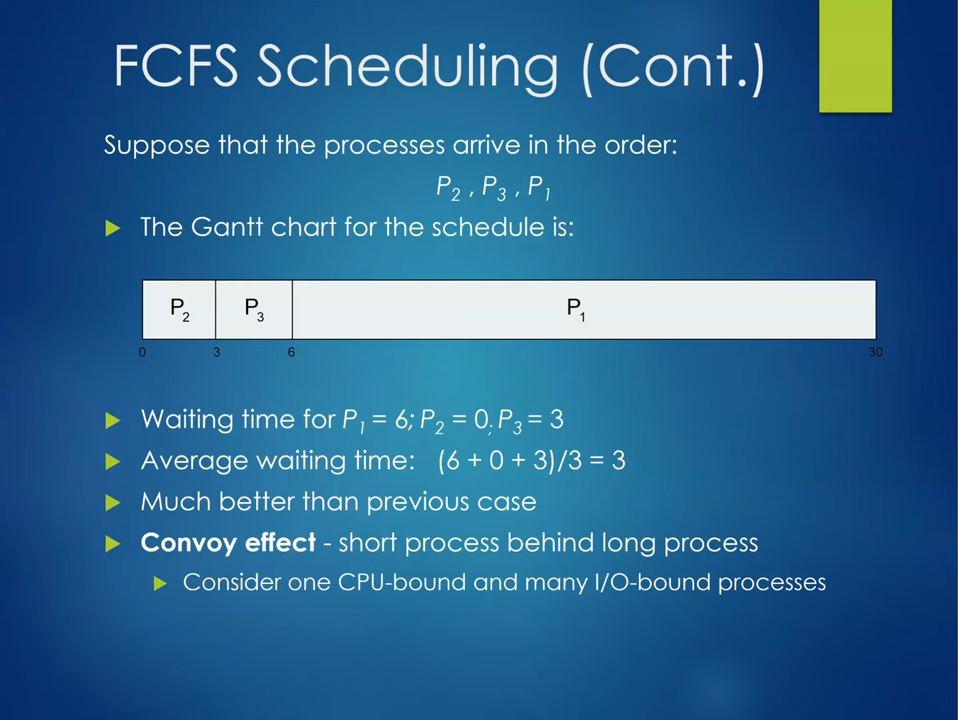 FCFS Scheduling (Cont.)
Suppose that the processes arrive in the order:
P2 , P3 , P1
The Gantt chart for the schedule is:
P2 P3 P1
0 3 6 30
Waiting time for P1 = 6; P2 = 0; P3 = 3
Average waiting time: (6 + 0 + 3)/3 = 3
Much better than previous case
Convoy effect - short process behind long process
Consider one CPU-bound and many I/O-bound processes